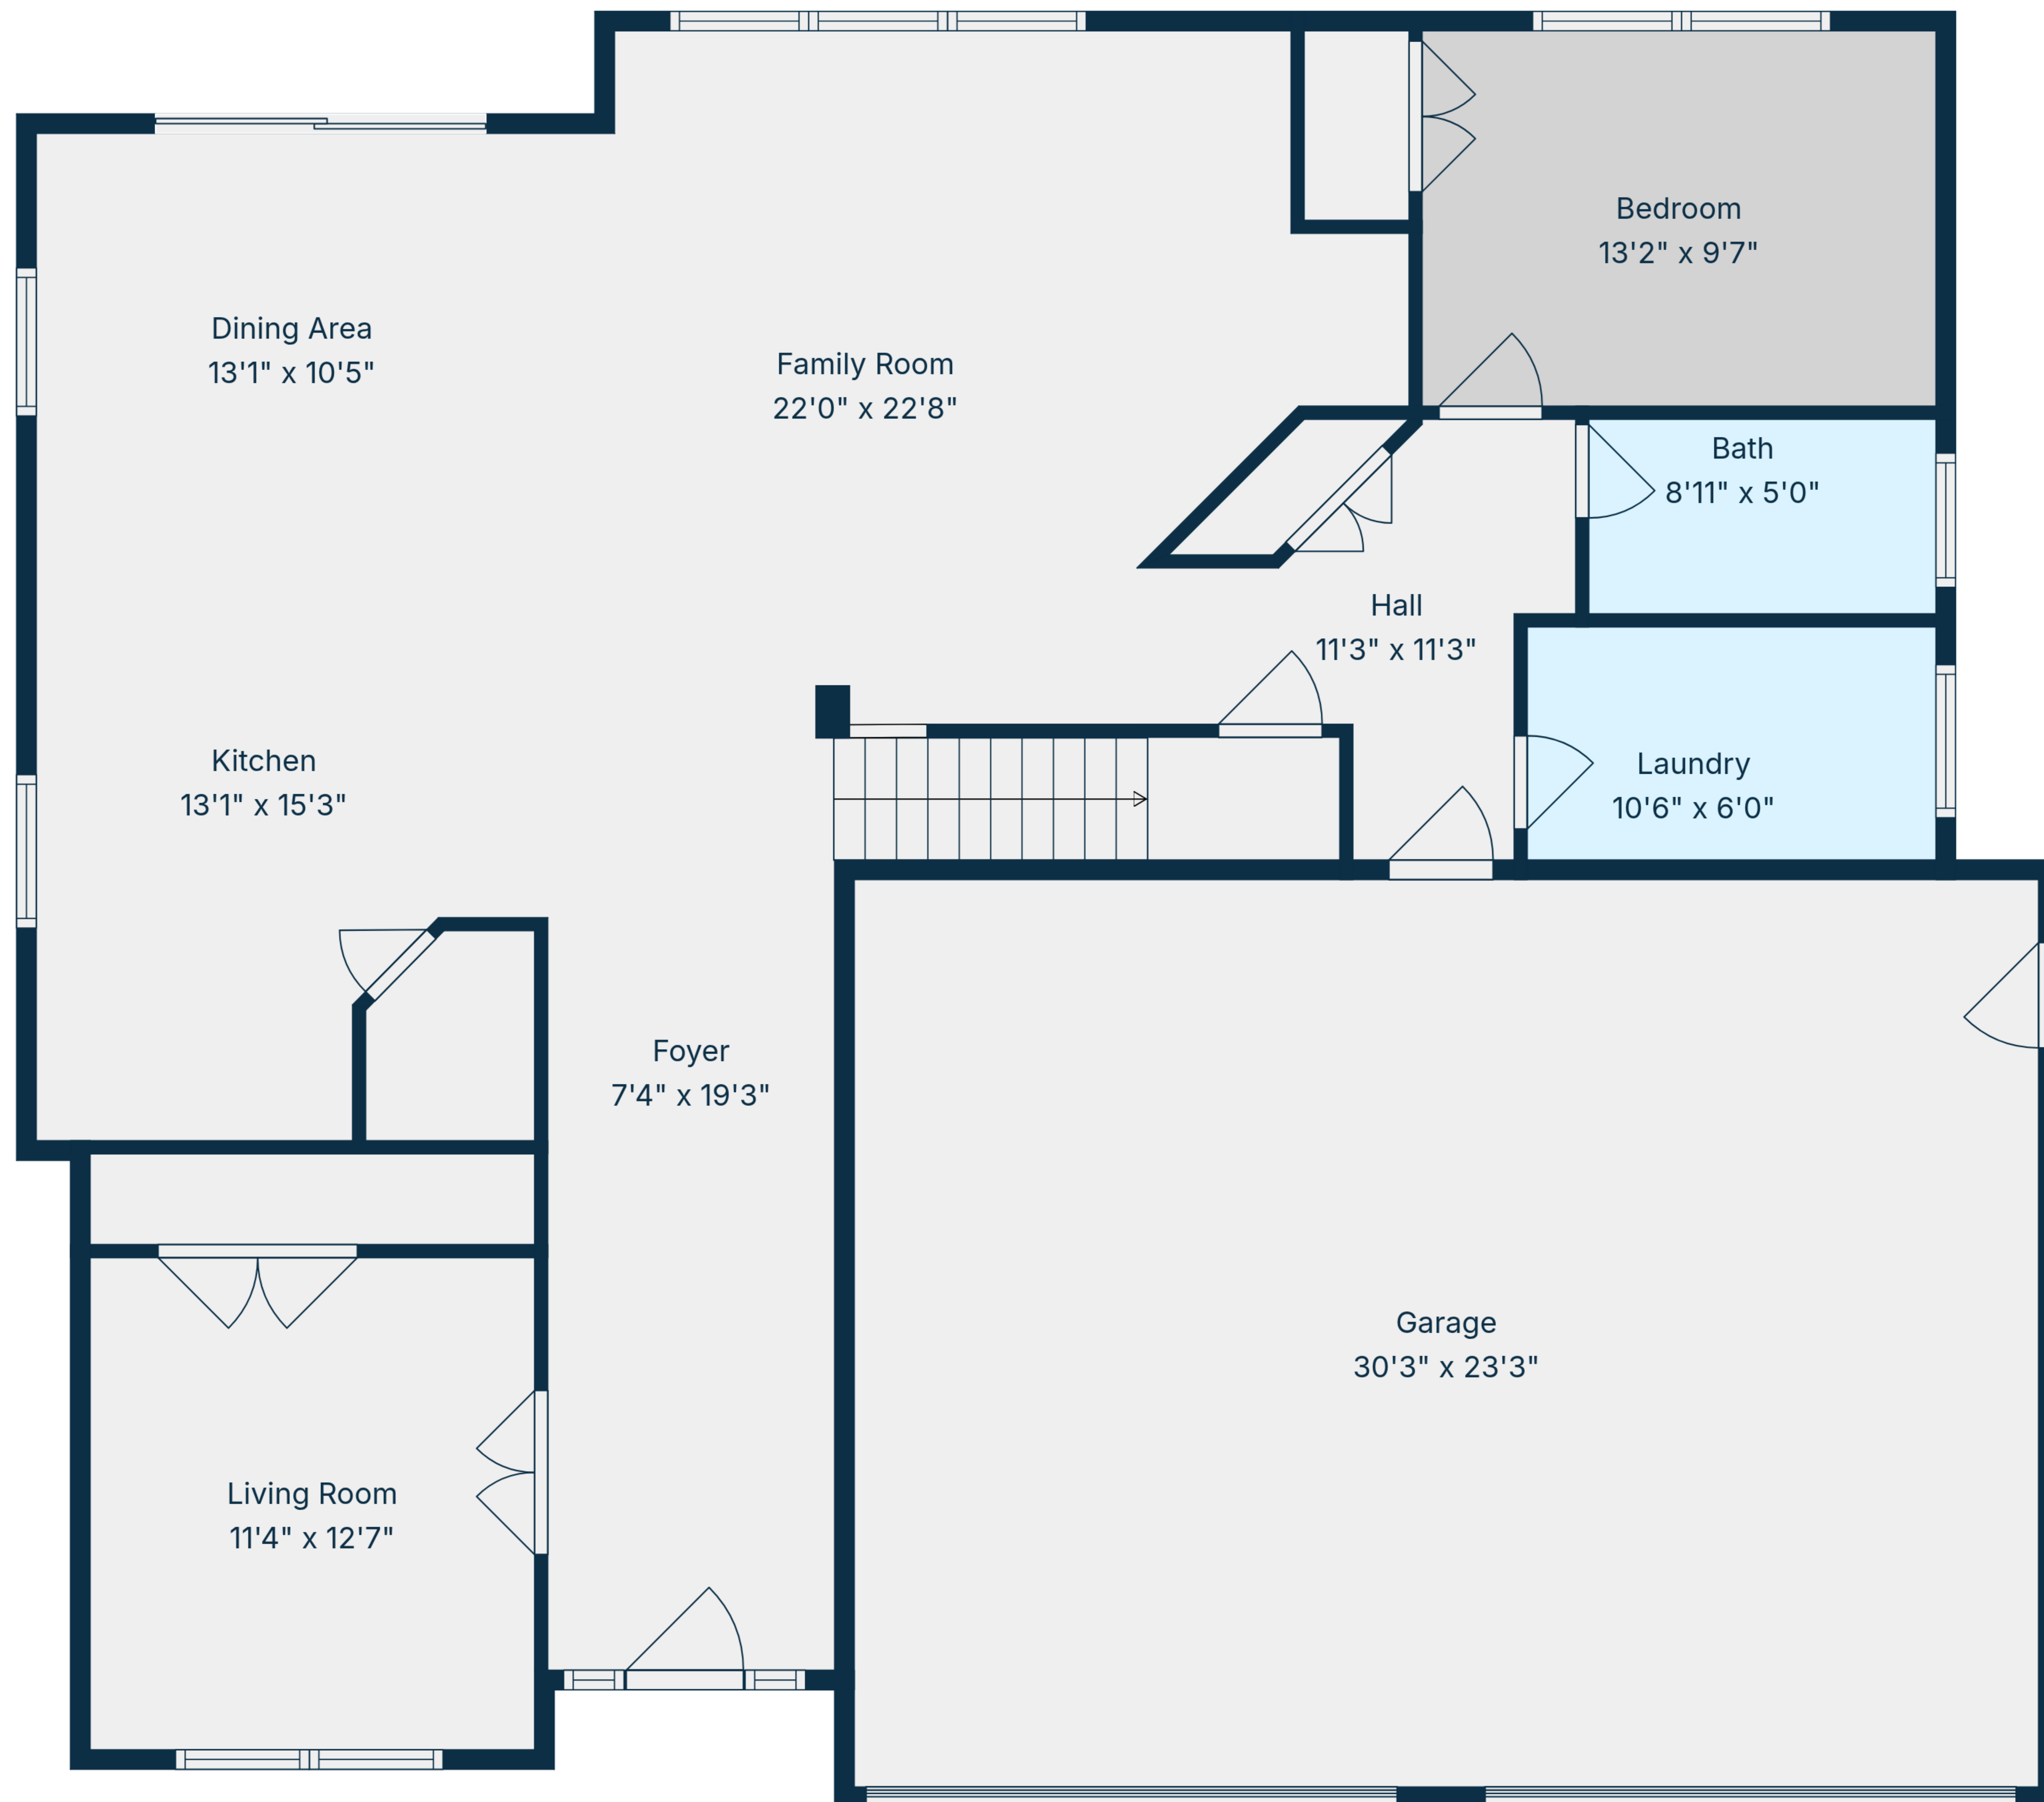 Bedroom
13'2" x 9'7"
Dining Area
13'1" x 10'5"
Family Room
22'0" x 22'8"
Bath
8'11" x 5'0"
Hall
11'3" x 11'3"
Kitchen
13'1" x 15'3"
Laundry
10'6" x 6'0"
Foyer
7'4" x 19'3"
Garage
30'3" x 23'3"
Living Room
11'4" x 12'7"